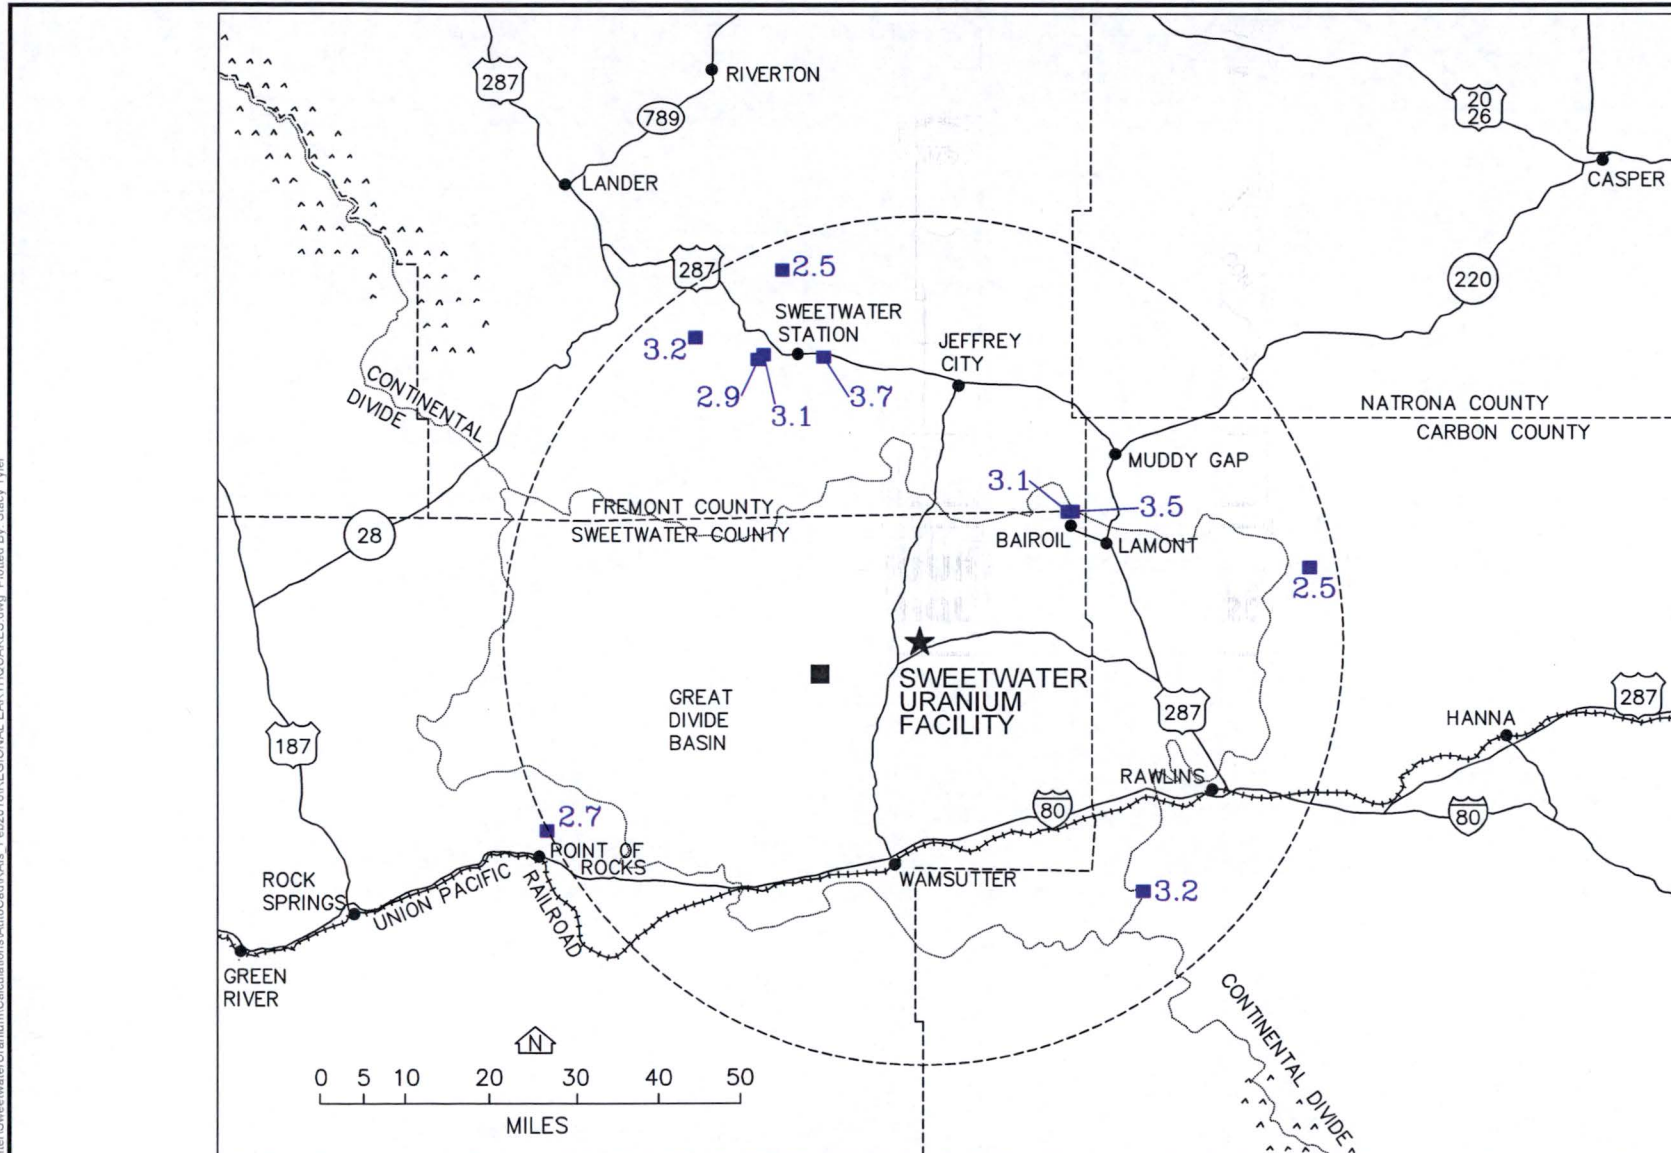 RIVERTON
287
789
20
26
LANDER
CASPER
287
2.5
220
SWEETWATER
STATION
3.2
JEFFREY
CITY
CONTINENTAL
DIVIDE
2.9
3.1
3.7
NATRONA COUNTY
CARBON COUNTY
MUDDY GAP
3.1
FREMONT COUNTY
3.5
28
SWEETWATER COUNTY
BAIROIL
LAMONT
2.5
SWEETWATER
URANIUM
FACILITY
GREAT
DIVIDE
BASIN
287
287
HANNA
187
RAWLINS
80
80
2.7
POINT OF
ROCKS
ROCK
SPRINGS
UNION PACIFIC
RAILROAD
WAMSUTTER
3.2
GREEN
RIVER
CONTINENTAL DIVIDE
N
0 5 10 20 30 40 50
MILES